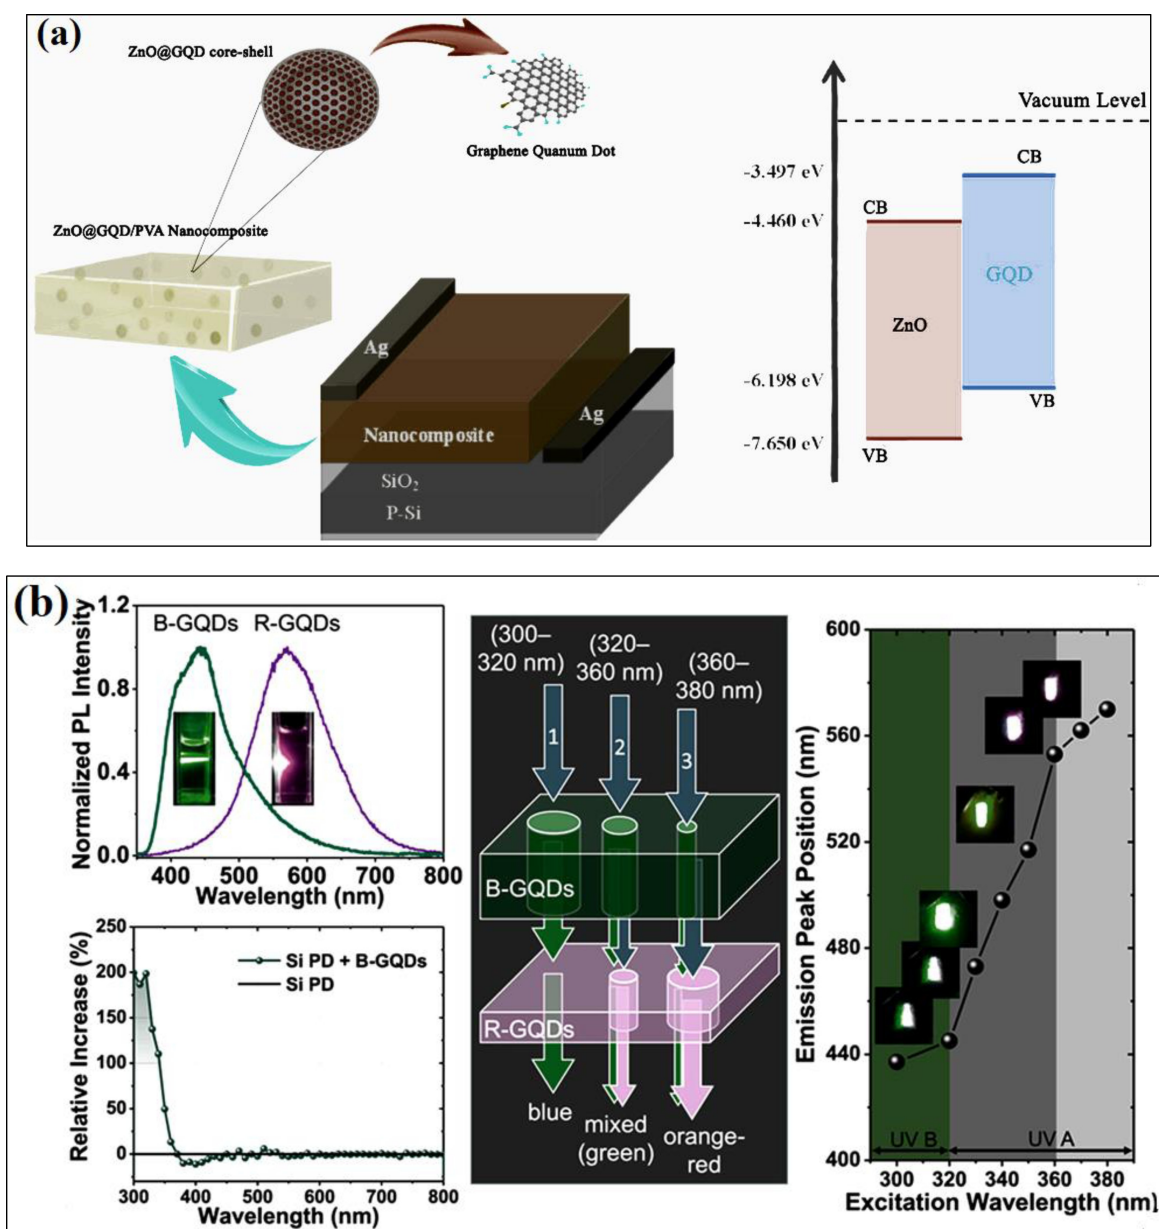 (a)
ZnO@GQD core-shell
Graphene Quanum Dot
ZnO@GQD/PVA Nanocomposite
Ag
Ag
Nanocomposite
SiO2
P-Si
Vacuum Level
-3.497 eV
-4.460 eV
-6.198 eV
-7.650 eV
CB
CB
GQD
ZnO
VB
VB
(b)
Normalized PL Intensity
1.2
0.8
0.4
0.0
B-GQDs R-GQDs
400 500 600 700 800
Wavelength (nm)
Relative Increase (%)
250
200
150
100
50
0
-50
Si PD + B-GQDs
Si PD
300 400 500 600 700 800
Wavelength (nm)
(300–
320 nm)
(320–
360 nm)
(360–
380 nm)
1
2
3
B-GQDs
R-GQDs
blue
mixed
(green)
orange-
red
Emission Peak Position (nm)
600
560
520
480
440
400
UV B
UV A
300 320 340 360 380
Excitation Wavelength (nm)